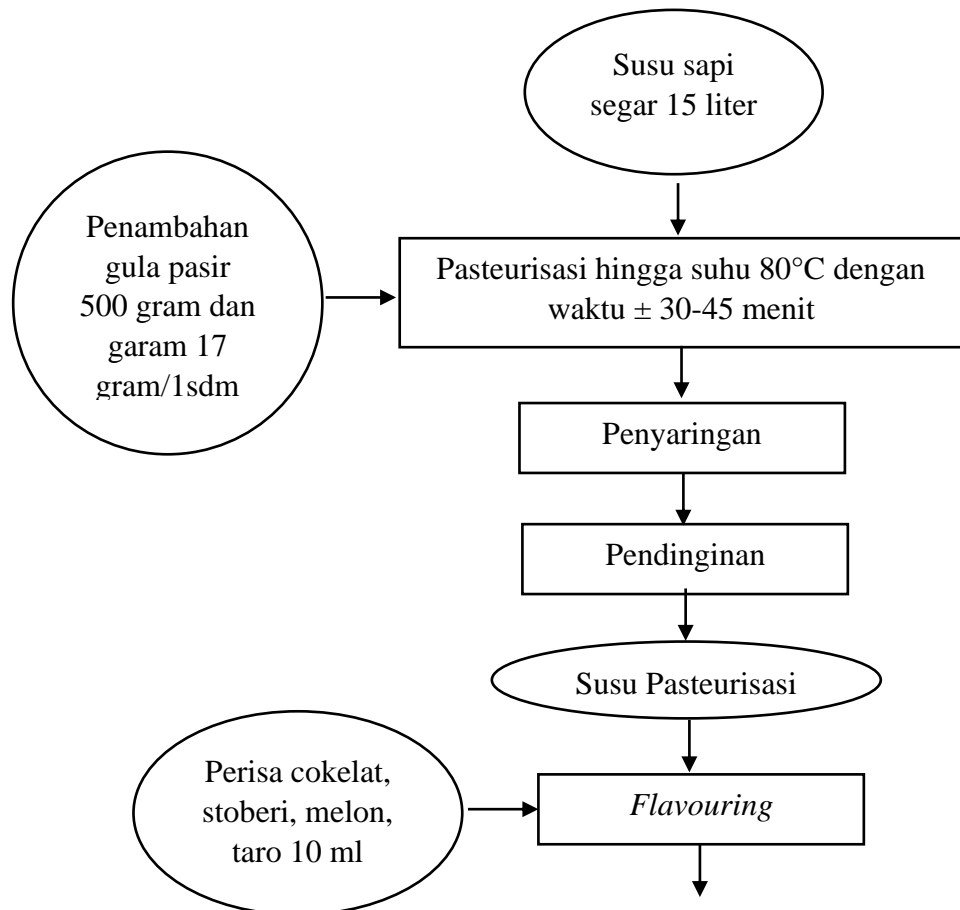 Susu sapi
segar 15 liter
Penambahan
gula pasir
500 gram dan
garam 17
gram/1sdm
Pasteurisasi hingga suhu 80°C dengan
waktu ± 30-45 menit
Penyaringan
Pendinginan
Susu Pasteurisasi
Perisa cokelat,
stoberi, melon,
taro 10 ml
Flavouring